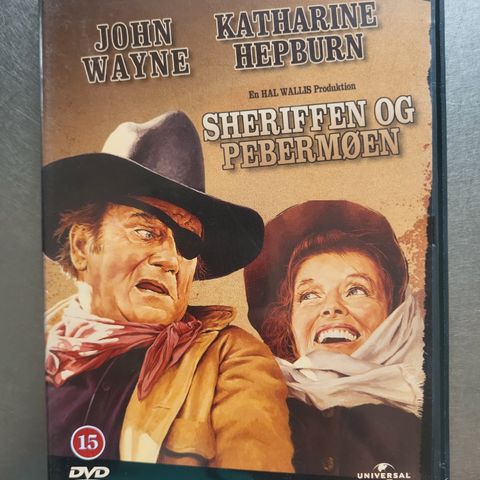 JOHN
WAYNE
KATHARINE
HEPBURN
En HAL WALLIS Produktion
SHERIFFEN OG
PEBERMØEN
15
DVD
UNIVERSAL